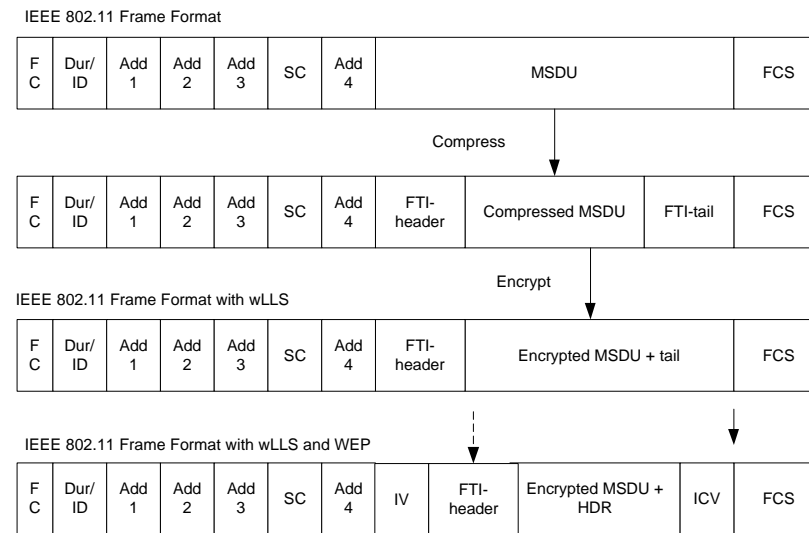 IEEE 802.11 Frame Format
F C Dur/ ID Add 1 Add 2 Add 3 SC Add 4 MSDU FCS
Compress
F C Dur/ ID Add 1 Add 2 Add 3 SC Add 4 FTI- header Compressed MSDU FTI-tail FCS
Encrypt
IEEE 802.11 Frame Format with wLLS
F C Dur/ ID Add 1 Add 2 Add 3 SC Add 4 FTI- header Encrypted MSDU + tail FCS
IEEE 802.11 Frame Format with wLLS and WEP
F C Dur/ ID Add 1 Add 2 Add 3 SC Add 4 IV FTI- header Encrypted MSDU + HDR ICV FCS